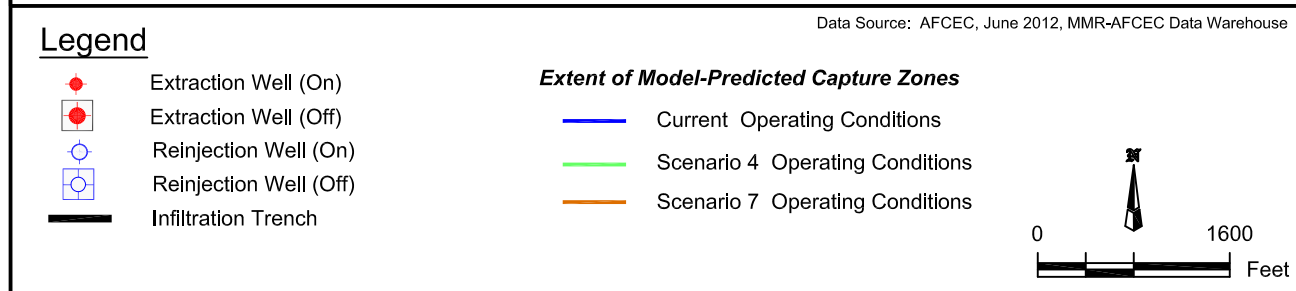 Data Source: AFCEC, June 2012, MMR-AFCEC Data Warehouse
Legend
Extraction Well (On)
Extraction Well (Off)
Reinjection Well (On)
Reinjection Well (Off)
Infiltration Trench
Extent of Model-Predicted Capture Zones
Current Operating Conditions
Scenario 4 Operating Conditions
Scenario 7 Operating Conditions
0 1600
Feet